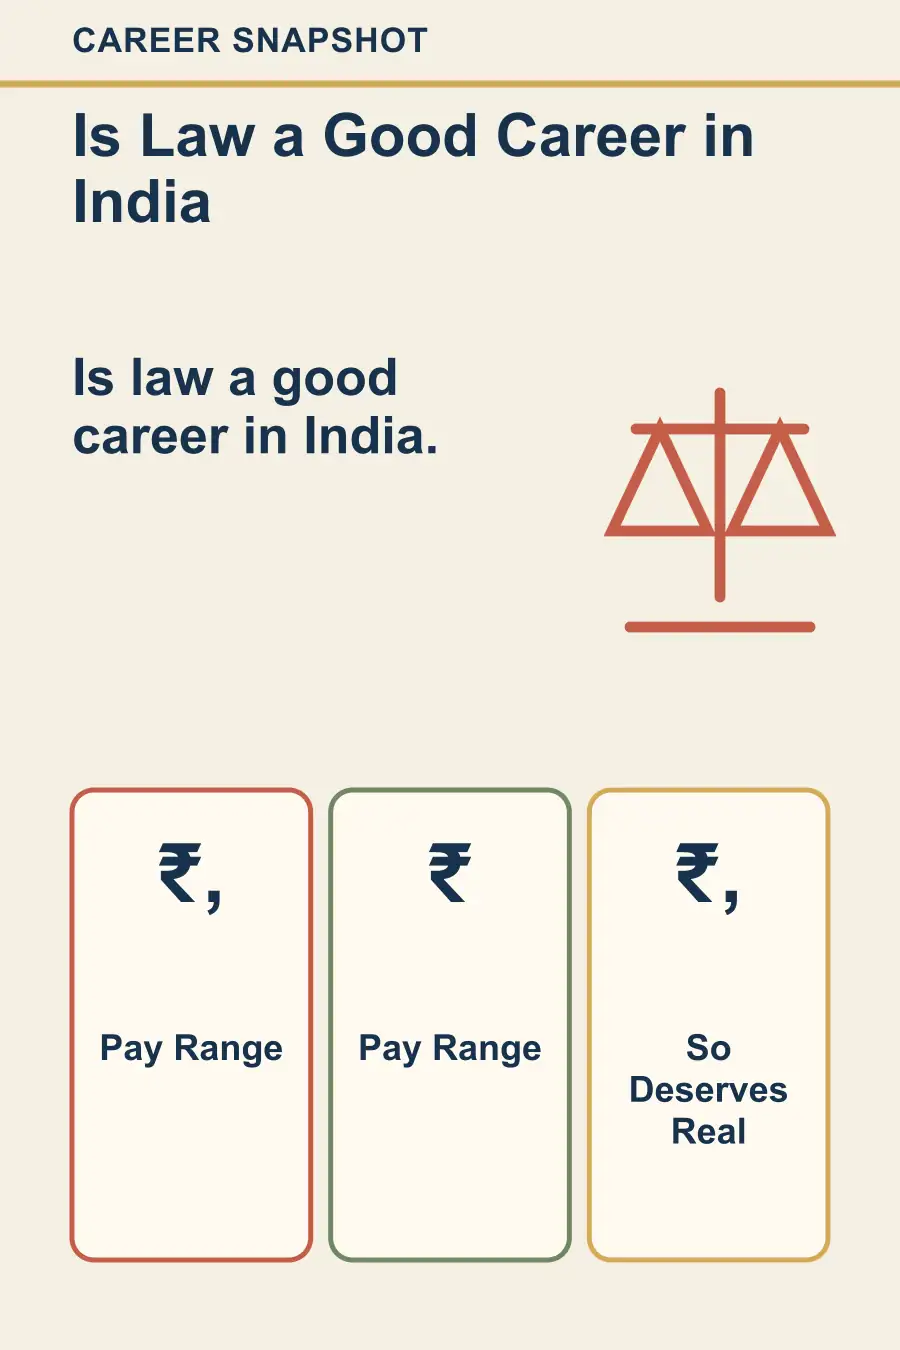 CAREER SNAPSHOT
Is Law a Good Career in
India
Is law a good
career in India.
₹,
Pay Range
₹
Pay Range
₹,
So
Deserves
Real